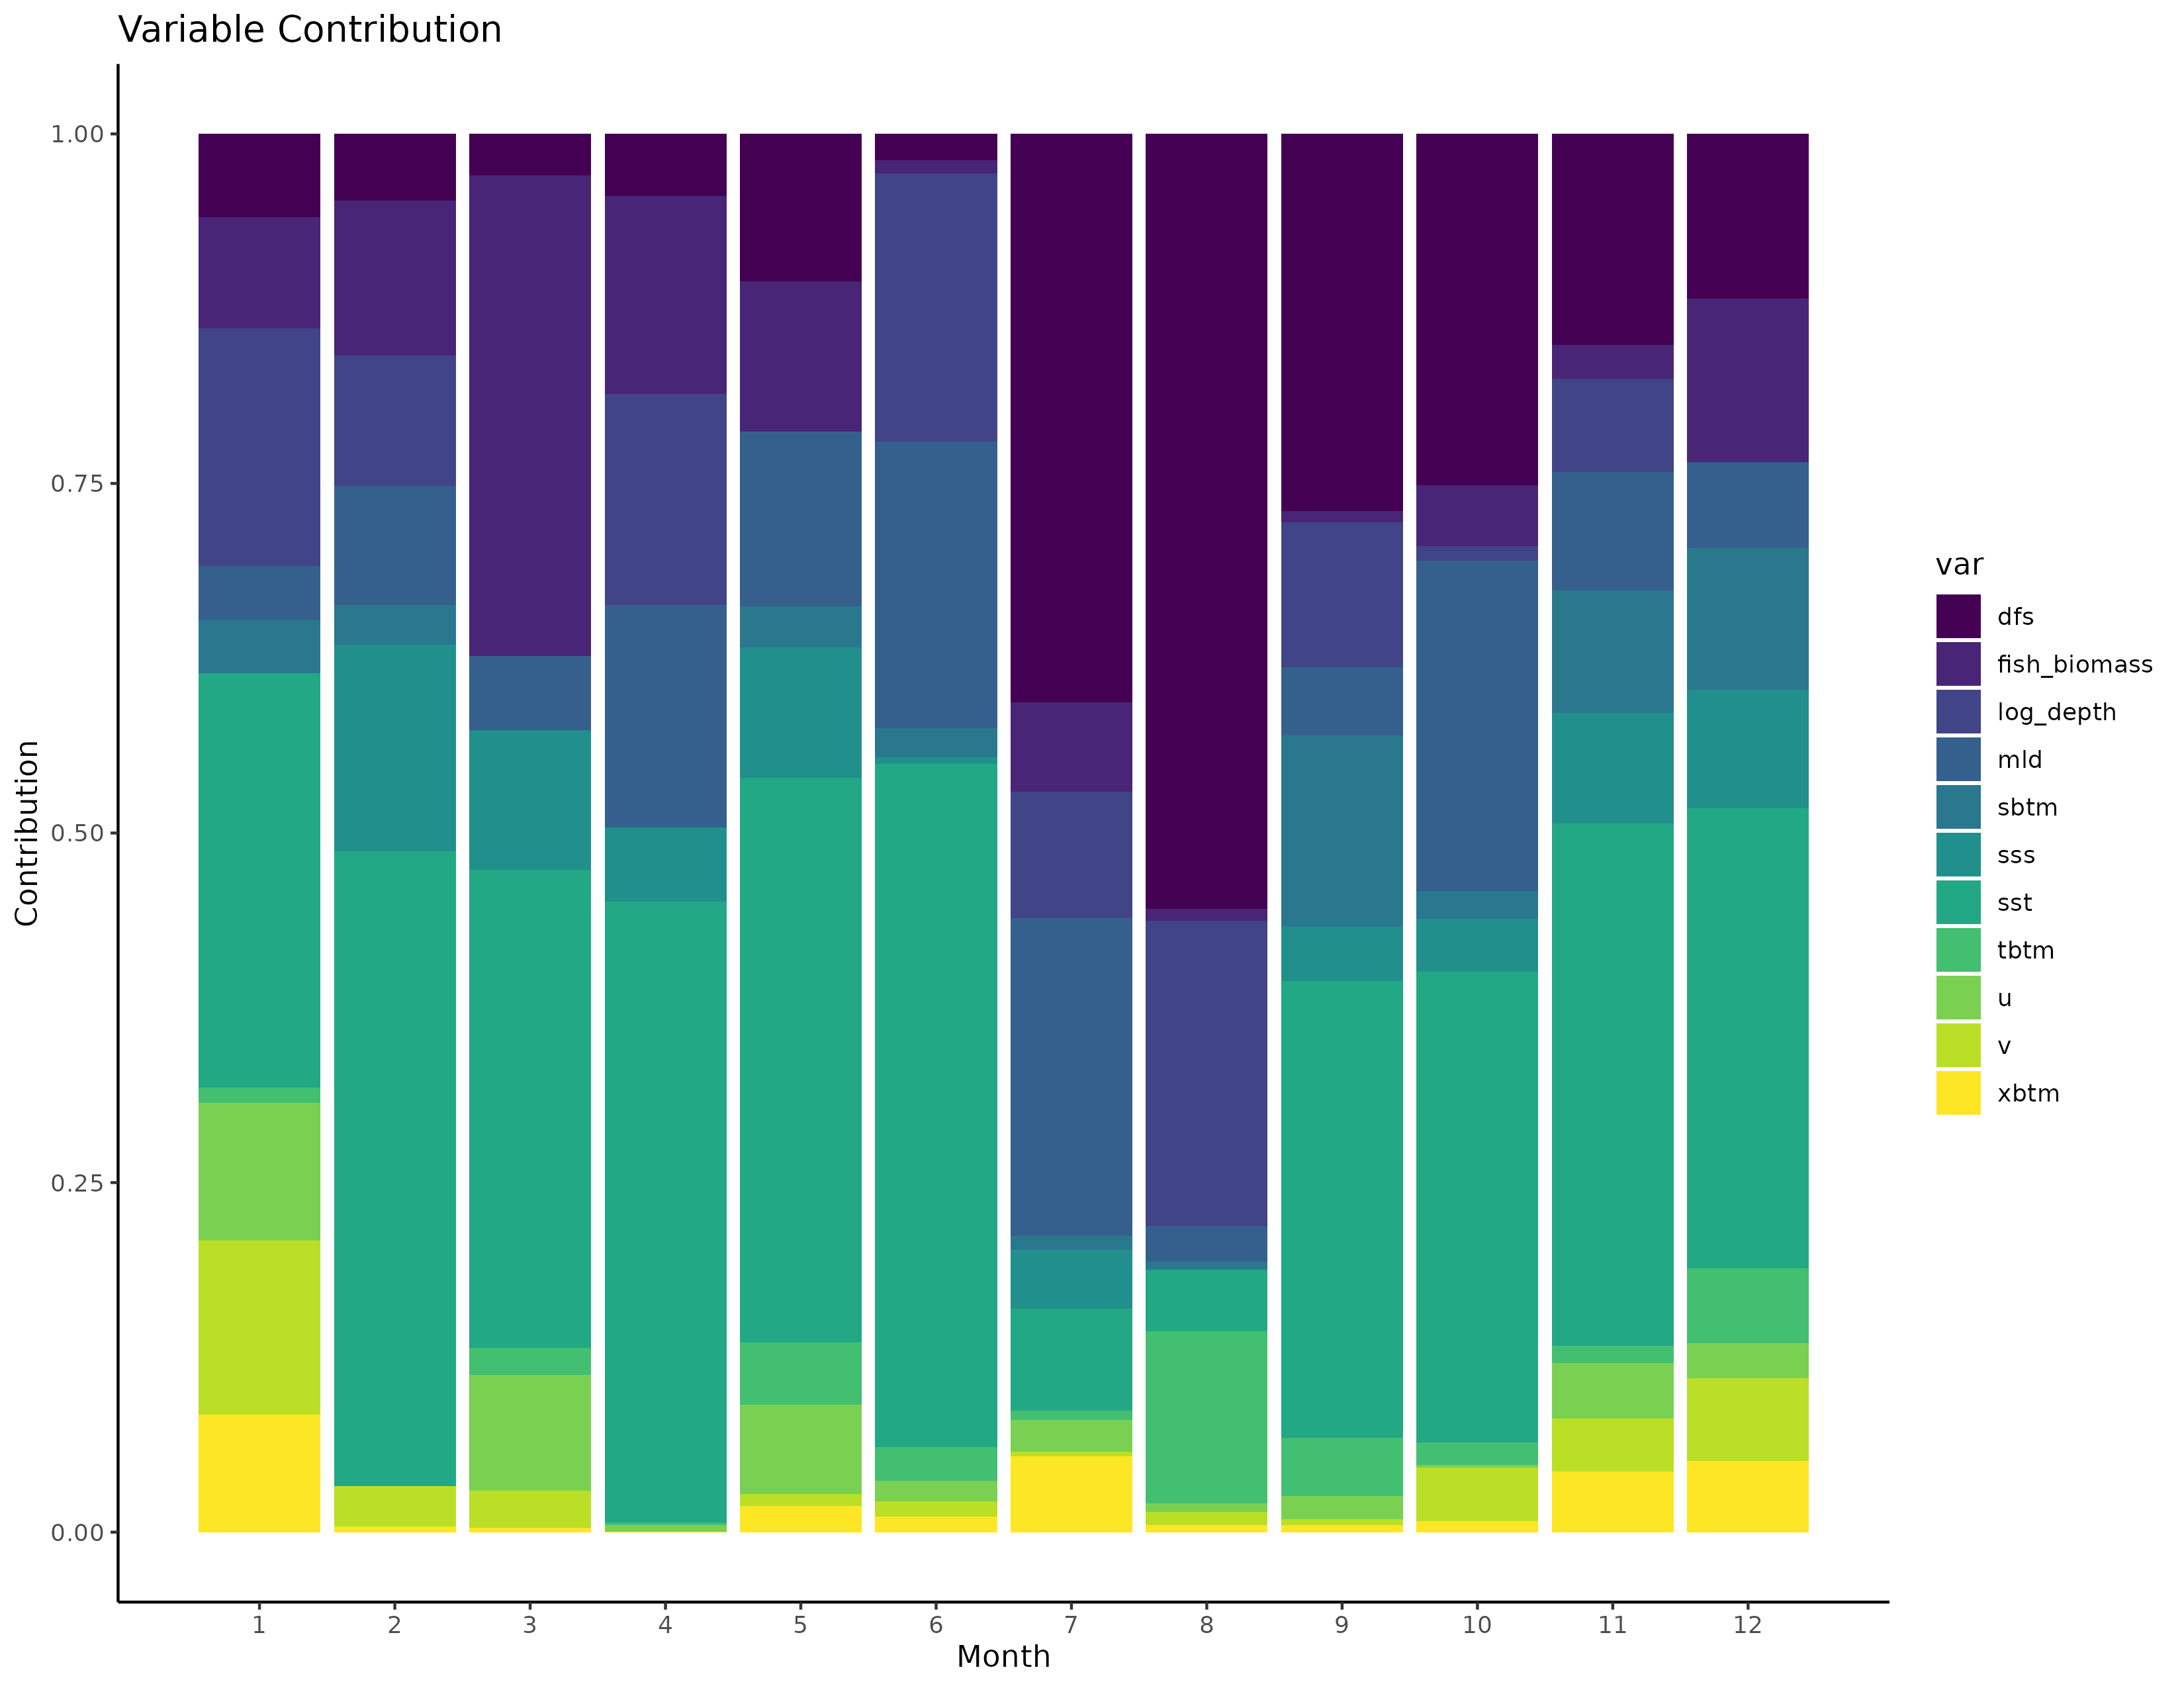 Variable Contribution
Contribution
1.00
0.75
0.50
0.25
0.00
1 2 3 4 5 6 7 8 9 10 11 12
Month
var
dfs
fish_biomass
log_depth
mld
sbtm
sss
sst
tbtm
u
v
xbtm